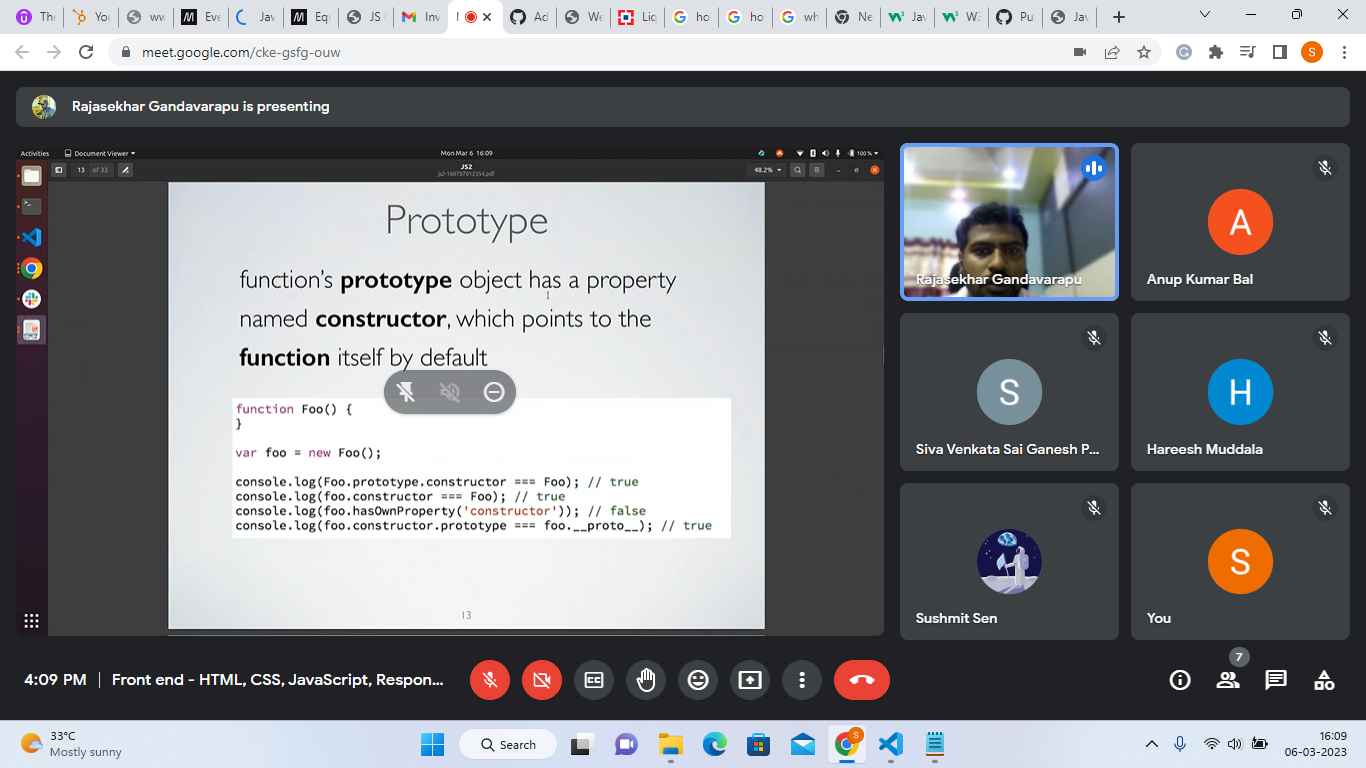 Th
You
ww
Eve
Jav
Equ
JS (
Inv
Ad
We
Lio
ho
ho
wh
Ne
Jav
W3
Pu
Jav
meet.google.com/cke-gsfg-ouw
S
Rajasekhar Gandavarapu is presenting
Activities
Document Viewer
Mon Mar 6 16:09
100 %
13 of 33
JS2
js2-160707012354.pdf
48.2%
Prototype
function's prototype object has a property
named constructor, which points to the
function itself by default
function Foo() {
}
var foo = new Foo();
console.log(Foo.prototype.constructor === Foo); // true
console.log(foo.constructor === Foo); // true
console.log(foo.hasOwnProperty('constructor')); // false
console.log(foo.constructor.prototype === foo.__proto__); // true
13
Rajasekhar Gandavarapu
A
Anup Kumar Bal
S
Siva Venkata Sai Ganesh P...
H
Hareesh Muddala
Sushmit Sen
S
You
4:09 PM
Front end - HTML, CSS, JavaScript, Respon...
7
33°C
Mostly sunny
Search
S
16:09
06-03-2023